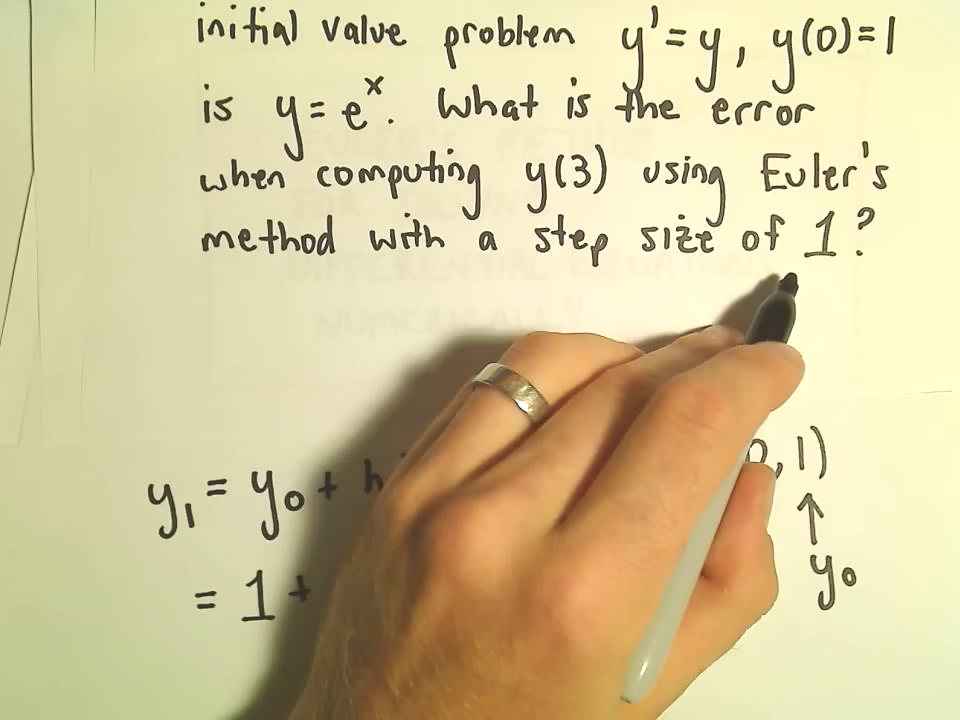 initial value problem y' = y, y(0)=1
is y = eˣ. What is the error
when computing y(3) using Euler's
method with a step size of 1?
y₁ = y₀ + h , 1)
↑
= 1 + y₀